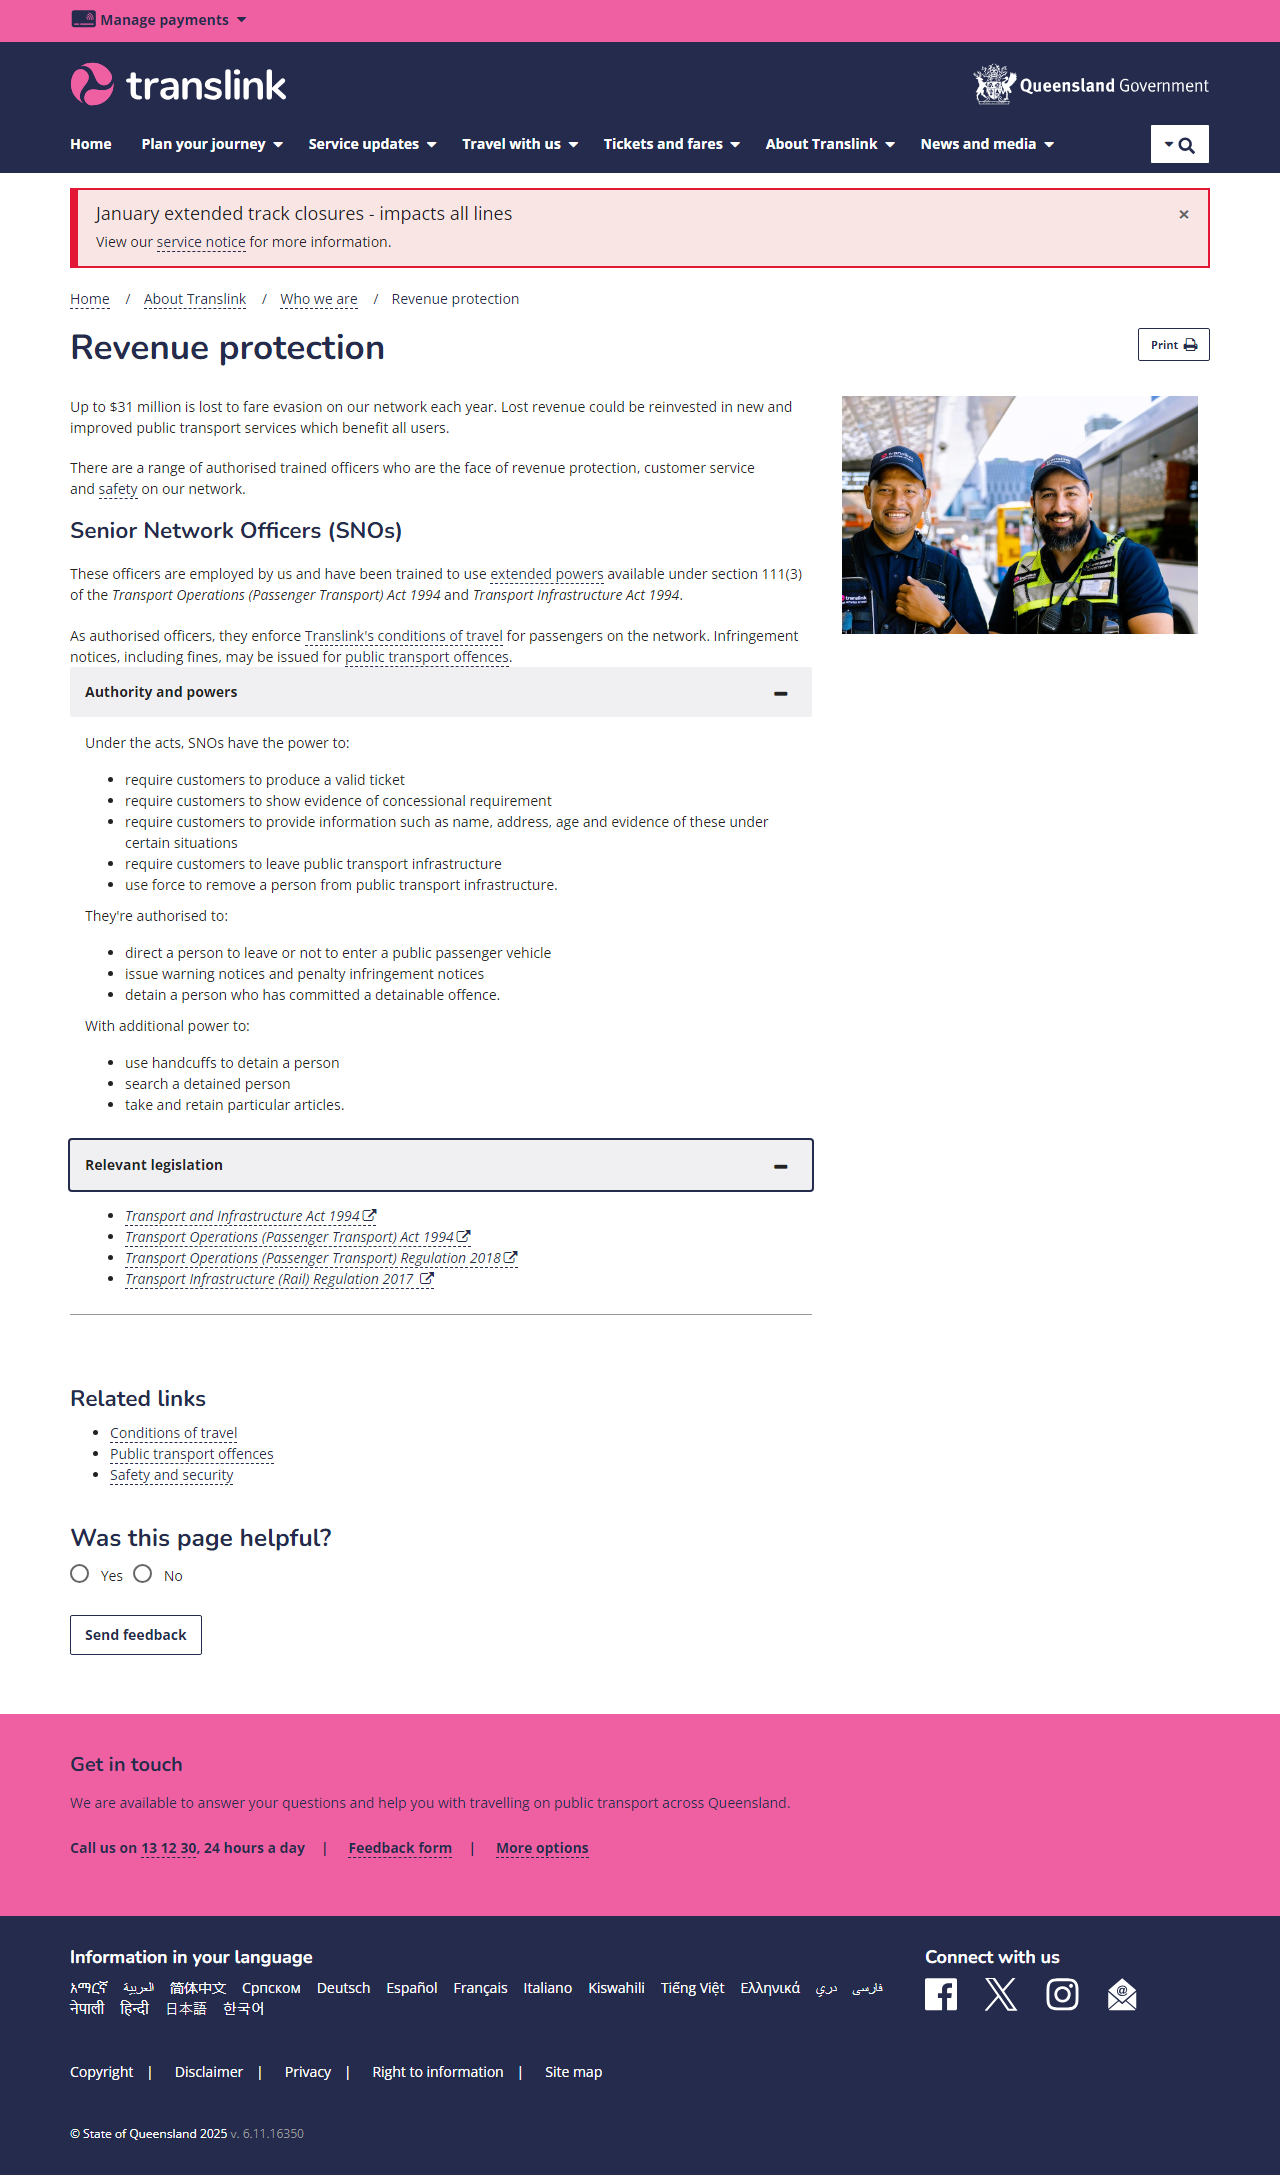 Manage payments
translink
Queensland Government
Home Plan your journey Service updates Travel with us Tickets and fares About Translink News and media
January extended track closures - impacts all lines ×
View our service notice for more information.
Home / About Translink / Who we are / Revenue protection
Revenue protection
Print
Up to $31 million is lost to fare evasion on our network each year. Lost revenue could be reinvested in new and
improved public transport services which benefit all users.
There are a range of authorised trained officers who are the face of revenue protection, customer service
and safety on our network.
Senior Network Officers (SNOs)
These officers are employed by us and have been trained to use extended powers available under section 111(3)
of the Transport Operations (Passenger Transport) Act 1994 and Transport Infrastructure Act 1994.
As authorised officers, they enforce Translink's conditions of travel for passengers on the network. Infringement
notices, including fines, may be issued for public transport offences.
translink
translink
translink
Authority and powers
Under the acts, SNOs have the power to:
• require customers to produce a valid ticket
• require customers to show evidence of concessional requirement
• require customers to provide information such as name, address, age and evidence of these under
certain situations
• require customers to leave public transport infrastructure
• use force to remove a person from public transport infrastructure.
They're authorised to:
• direct a person to leave or not to enter a public passenger vehicle
• issue warning notices and penalty infringement notices
• detain a person who has committed a detainable offence.
With additional power to:
• use handcuffs to detain a person
• search a detained person
• take and retain particular articles.
Relevant legislation
• Transport and Infrastructure Act 1994
• Transport Operations (Passenger Transport) Act 1994
• Transport Operations (Passenger Transport) Regulation 2018
• Transport Infrastructure (Rail) Regulation 2017
Related links
• Conditions of travel
• Public transport offences
• Safety and security
Was this page helpful?
Yes No
Send feedback
Get in touch
We are available to answer your questions and help you with travelling on public transport across Queensland.
Call us on 13 12 30, 24 hours a day | Feedback form | More options
Information in your language
አማርኛ العربية 简体中文 Српском Deutsch Español Français Italiano Kiswahili Tiếng Việt Ελληνικά دري فارسی
नेपाली हिन्दी 日本語 한국어
Connect with us
Copyright | Disclaimer | Privacy | Right to information | Site map
© State of Queensland 2025 v. 6.11.16350